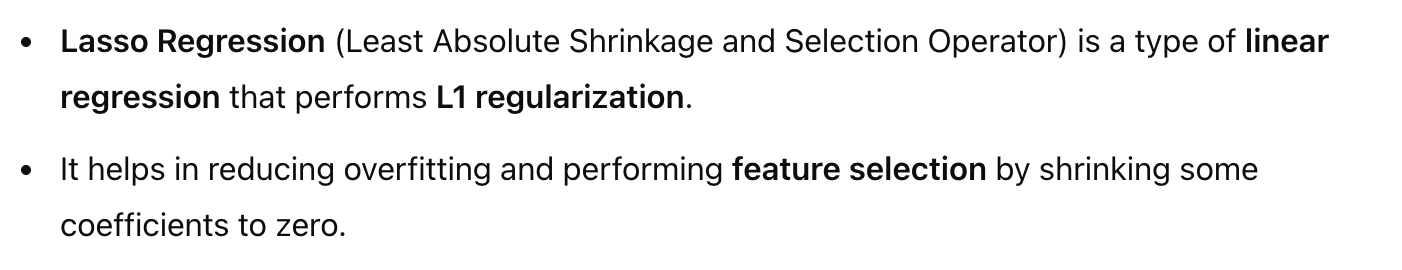 • Lasso Regression (Least Absolute Shrinkage and Selection Operator) is a type of linear
regression that performs L1 regularization.
• It helps in reducing overfitting and performing feature selection by shrinking some
coefficients to zero.